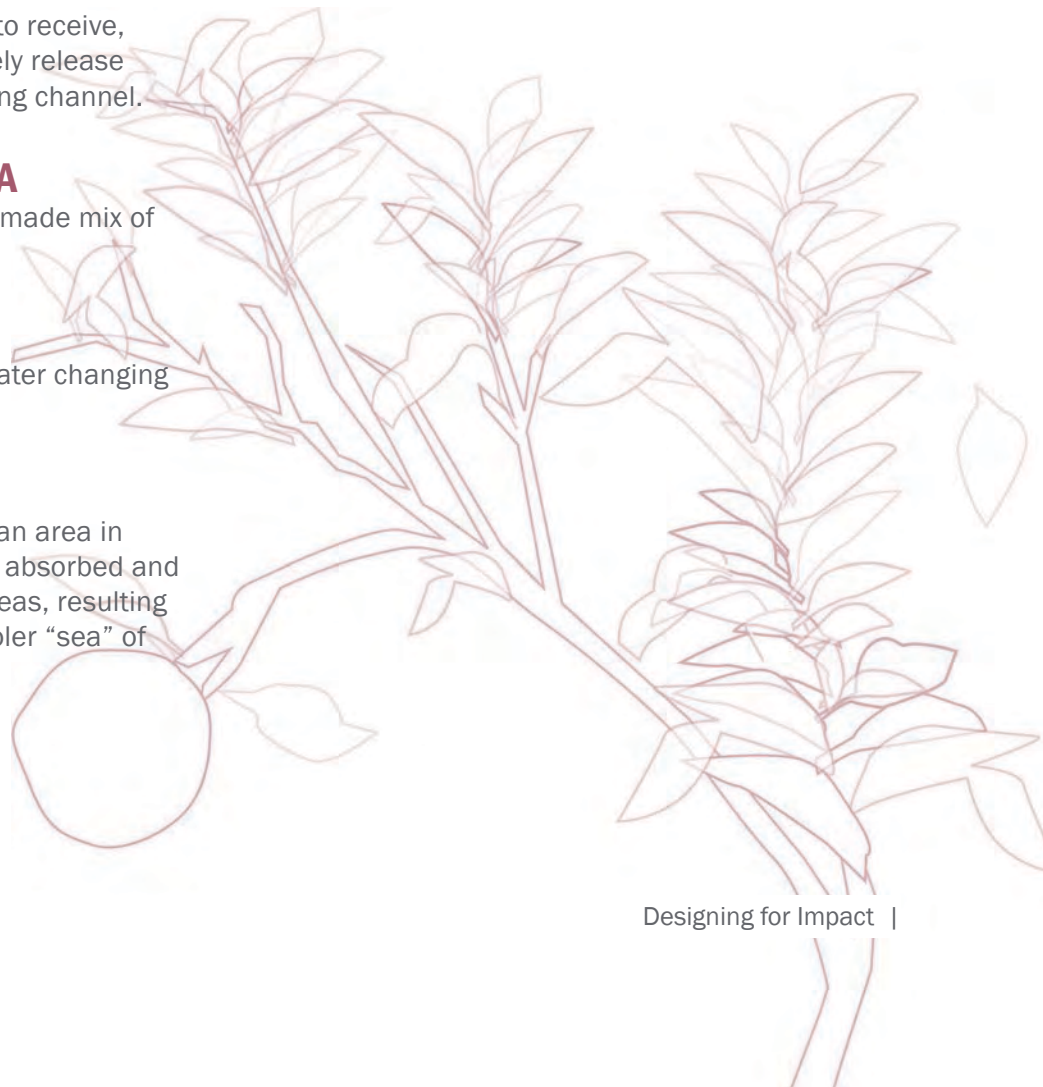 to receive,
ely release
ng channel.
A
made mix of
ater changing
an area in
absorbed and
eas, resulting
oler “sea” of
Designing for Impact |